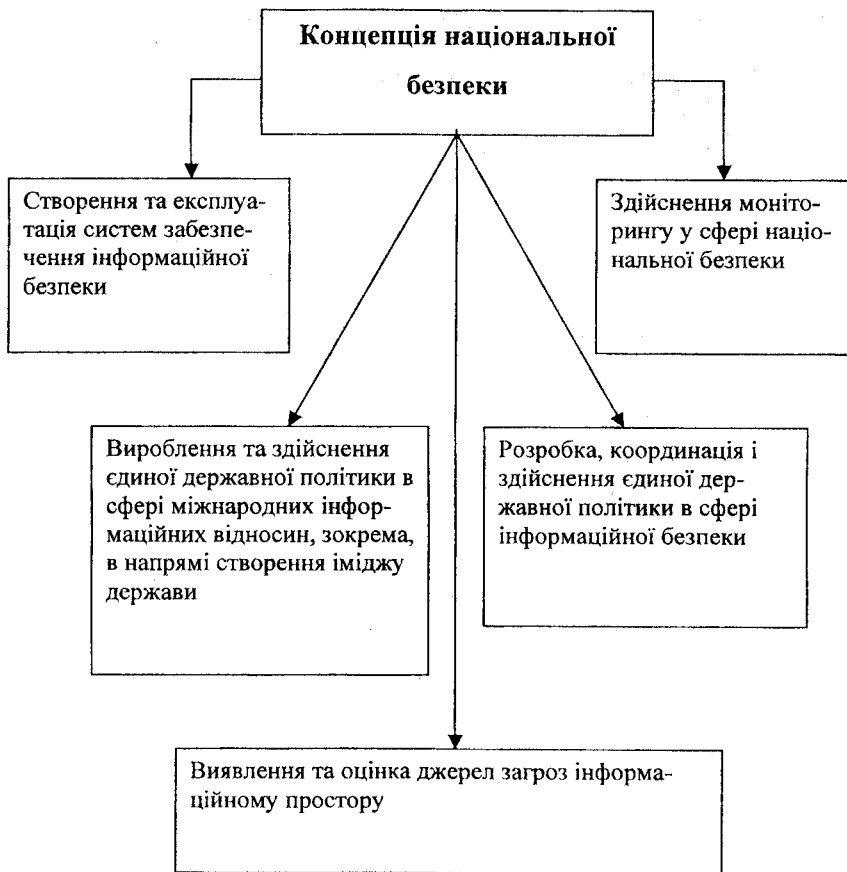 Концепція національної
безпеки
Створення та експлуа-
тація систем забезпе-
чення інформаційної
безпеки
Здійснення моніто-
рингу у сфері націо-
нальної безпеки
Вироблення та здійснення
єдиної державної політики в
сфері міжнародних інфор-
маційних відносин, зокрема,
в напрямі створення іміджу
держави
Розробка, координація і
здійснення єдиної дер-
жавної політики в сфері
інформаційної безпеки
Виявлення та оцінка джерел загроз інформа-
ційному простору